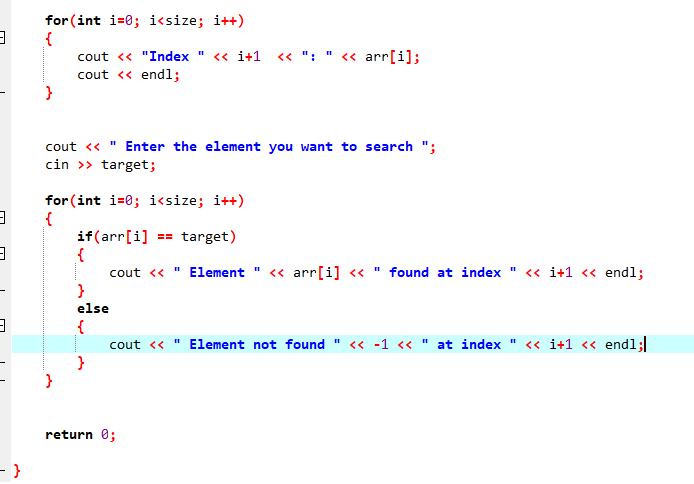 for(int i=0; i<size; i++)
{
cout << "Index " << i+1  << ": " << arr[i];
cout << endl;
}
cout << " Enter the element you want to search ";
cin >> target;
for(int i=0; i<size; i++)
{
if(arr[i] == target)
{
cout << " Element " << arr[i] << " found at index " << i+1 << endl;
}
else
{
cout << " Element not found " << -1 << " at index " << i+1 << endl;
}
}
return 0;
}